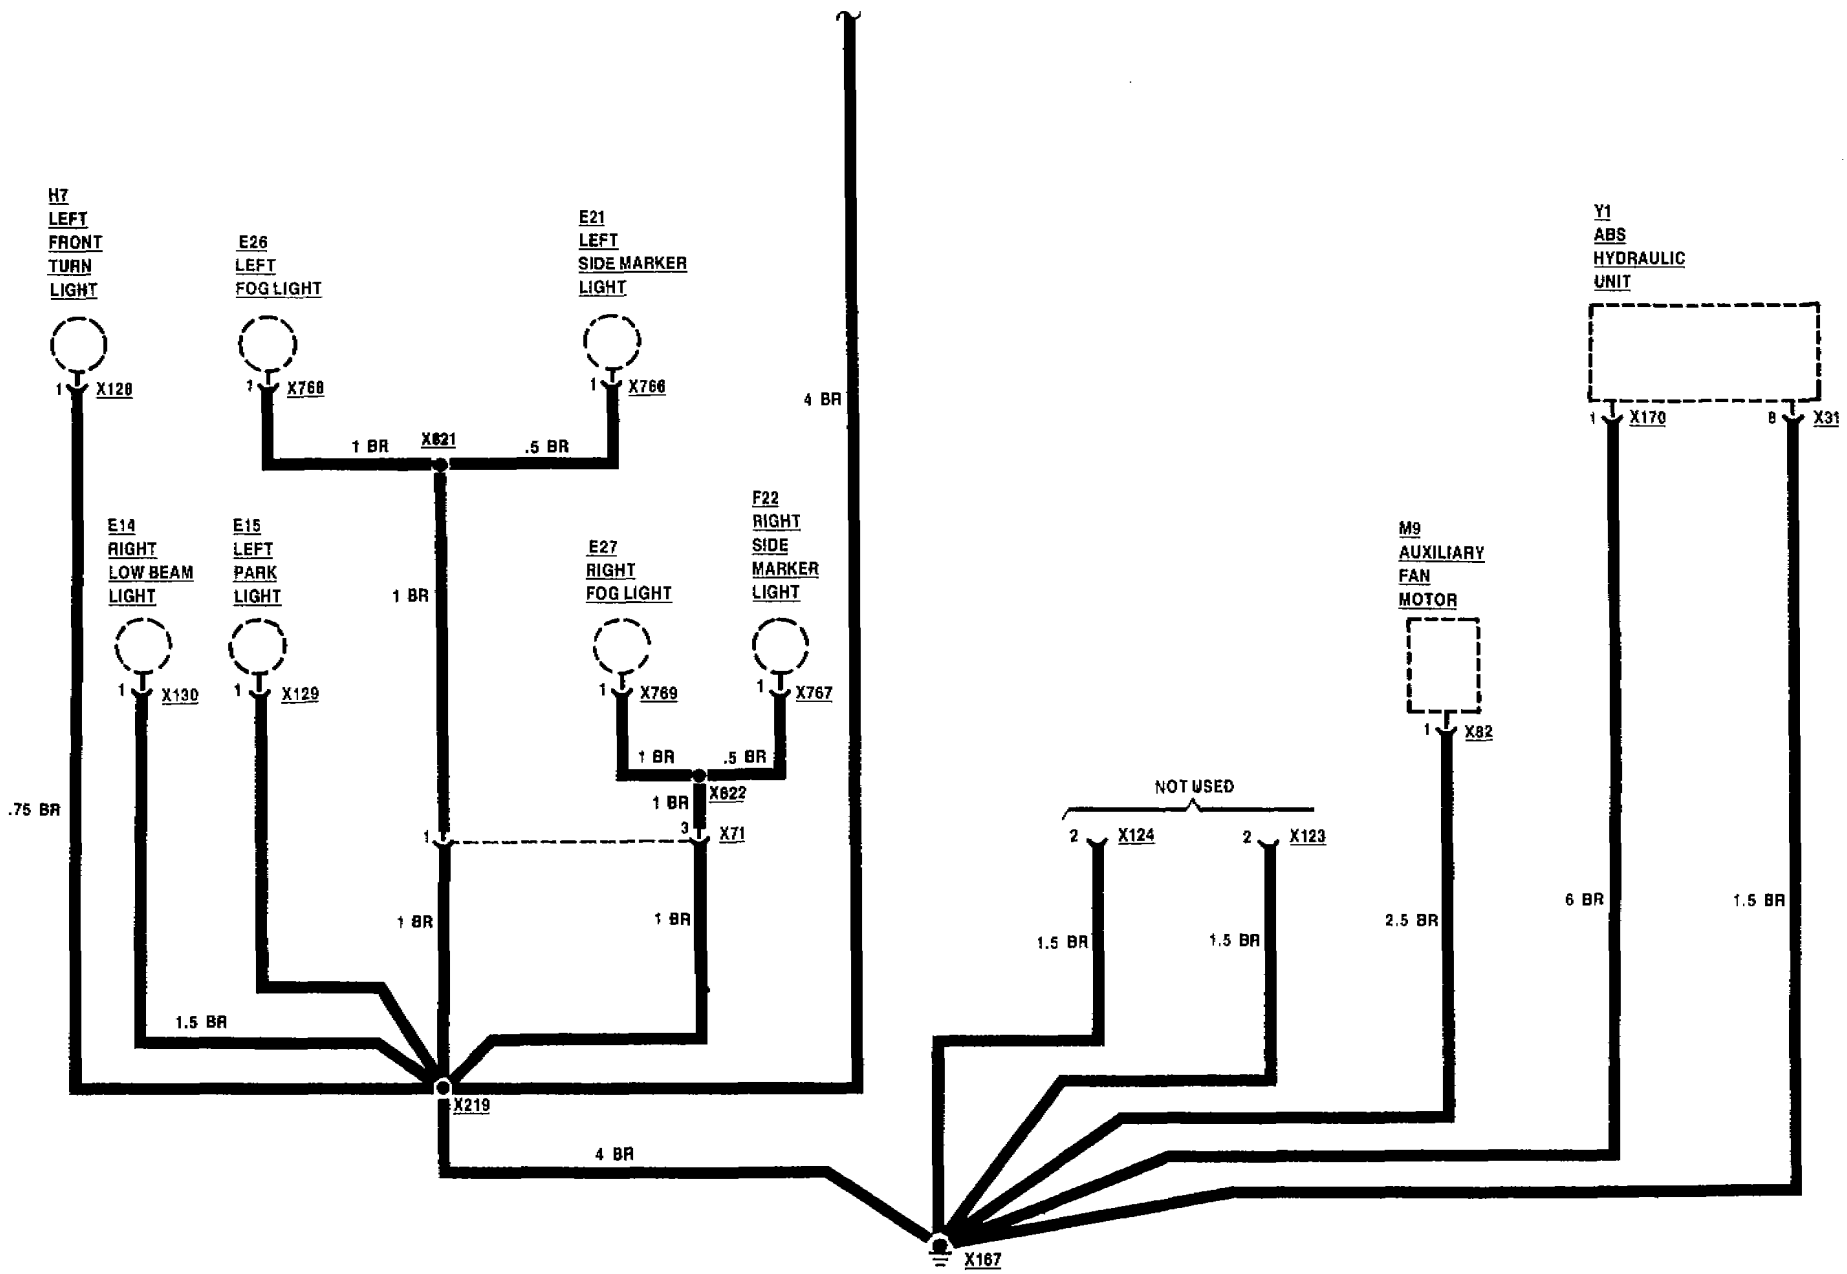 H7
LEFT
FRONT
TURN
LIGHT
1 X128
E26
LEFT
FOG LIGHT
1 X768
E21
LEFT
SIDE MARKER
LIGHT
1 X766
4 BR
Y1
ABS
HYDRAULIC
UNIT
1 X170
8 X31
1 BR
X821
.5 BR
E14
RIGHT
LOW BEAM
LIGHT
1 X130
E15
LEFT
PARK
LIGHT
1 X129
1 BR
E27
RIGHT
FOG LIGHT
1 X769
F22
RIGHT
SIDE
MARKER
LIGHT
1 X767
M9
AUXILIARY
FAN
MOTOR
1 X82
1 BR
.5 BR
X822
1 BR
.75 BR
1
3 X71
NOT USED
2 X124
2 X123
1 BR
1 BR
1.5 BR
1.5 BR
2.5 BR
6 BR
1.5 BR
1.5 BR
X219
4 BR
X167